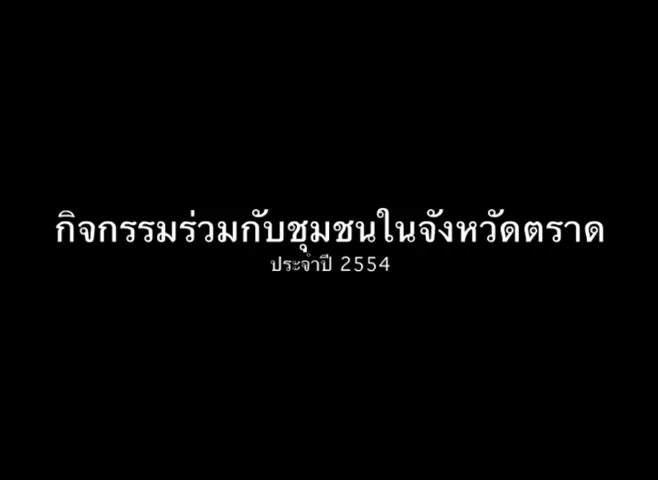 กิจกรรมร่วมกับชุมชนในจังหวัดตราด
ประจำปี 2554